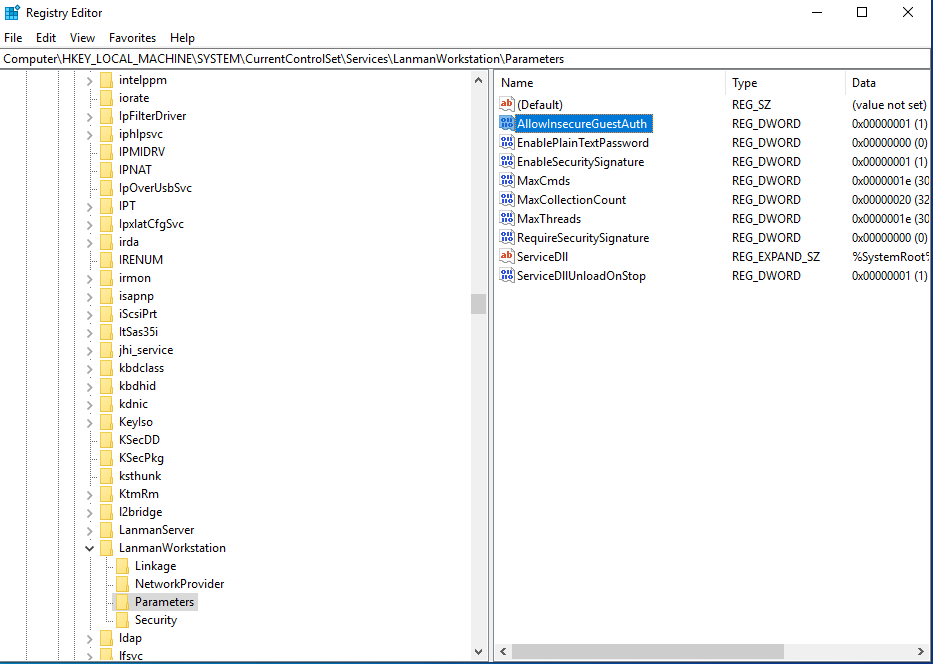 Registry Editor
File Edit View Favorites Help
Computer\HKEY_LOCAL_MACHINE\SYSTEM\CurrentControlSet\Services\LanmanWorkstation\Parameters
intelppm
iorate
IpFilterDriver
iphlpsvc
IPMIDRV
IPNAT
IpOverUsbSvc
IPT
IpxlatCfgSvc
irda
IRENUM
irmon
isapnp
iScsiPrt
ItSas35i
jhi_service
kbdclass
kbdhid
kdnic
KeyIso
KSecDD
KSecPkg
ksthunk
KtmRm
l2bridge
LanmanServer
LanmanWorkstation
Linkage
NetworkProvider
Parameters
Security
ldap
lfsvc
Name Type Data
(Default) REG_SZ (value not set)
AllowInsecureGuestAuth REG_DWORD 0x00000001 (1)
EnablePlainTextPassword REG_DWORD 0x00000000 (0)
EnableSecuritySignature REG_DWORD 0x00000001 (1)
MaxCmds REG_DWORD 0x0000001e (30
MaxCollectionCount REG_DWORD 0x00000020 (32
MaxThreads REG_DWORD 0x0000001e (30
RequireSecuritySignature REG_DWORD 0x00000000 (0)
ServiceDll REG_EXPAND_SZ %SystemRoot%
ServiceDllUnloadOnStop REG_DWORD 0x00000001 (1)